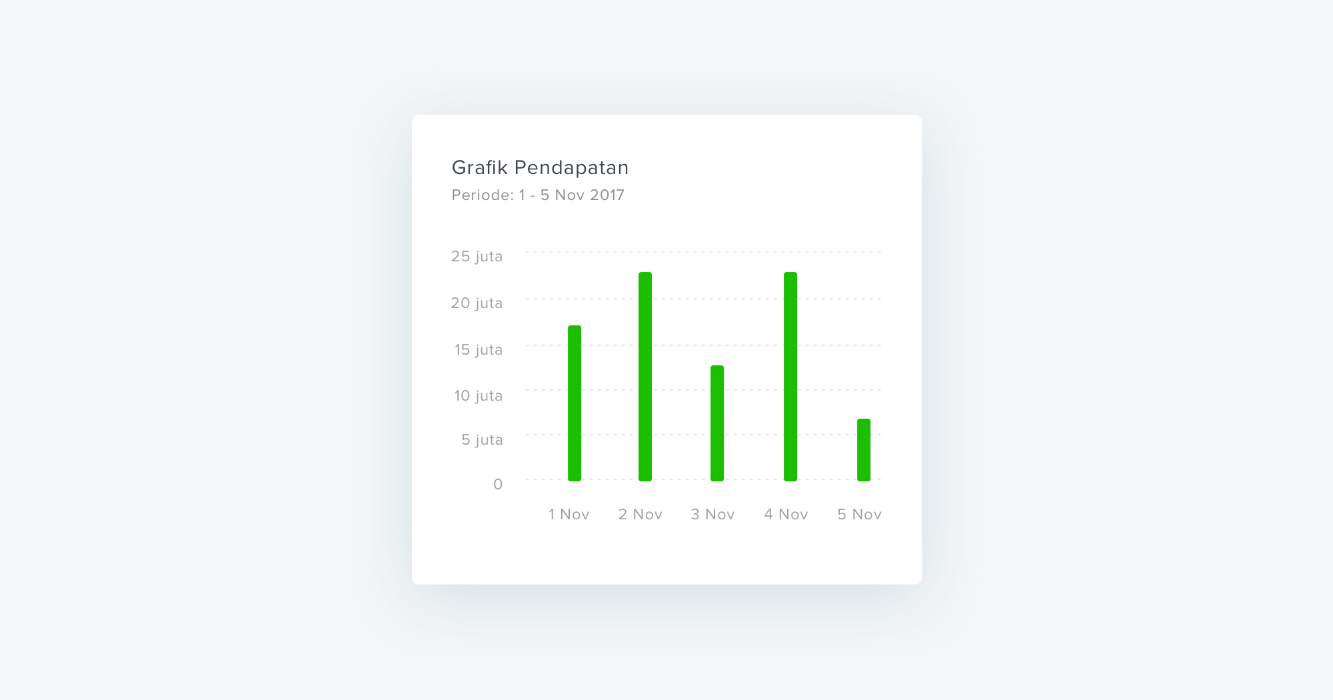 Grafik Pendapatan
Periode: 1 - 5 Nov 2017
25 juta
20 juta
15 juta
10 juta
5 juta
0
1 Nov 2 Nov 3 Nov 4 Nov 5 Nov